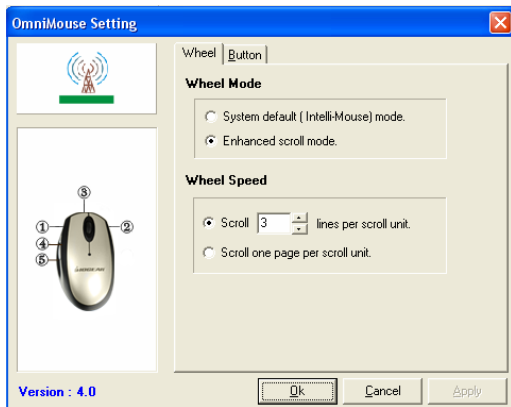 OmniMouse Setting
Wheel
Button
Wheel Mode
System default ( Intelli-Mouse) mode.
Enhanced scroll mode.
Wheel Speed
Scroll 3 lines per scroll unit.
Scroll one page per scroll unit.
③
①
②
④
⑤
IOGEAR
Version : 4.0
Ok
Cancel
Apply